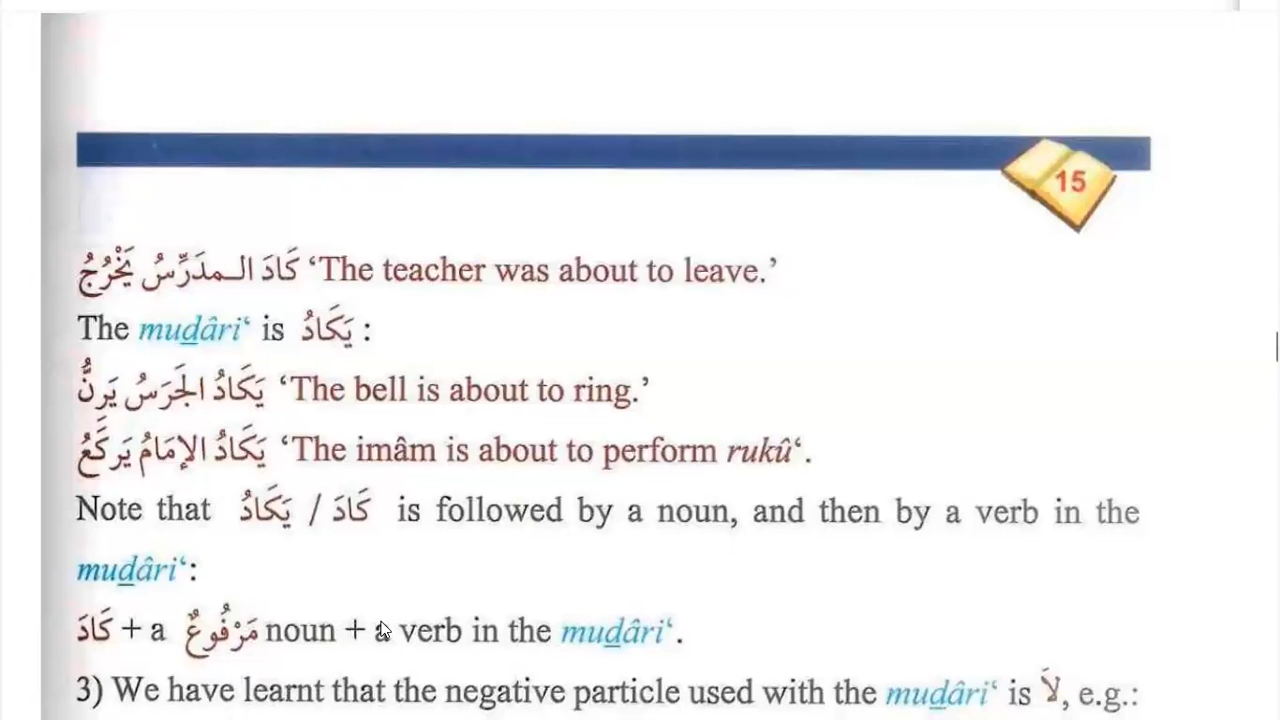 15
كَادَ الـمدَرِّسُ يَخْرُجُ ‘The teacher was about to leave.’
The muḏâri‘ is يَكَادُ :
يَكَادُ الجَرَسُ يَرِنُّ ‘The bell is about to ring.’
يَكَادُ الإمَامُ يَركَعُ ‘The imâm is about to perform rukû‘.
Note that كَادَ / يَكَادُ is followed by a noun, and then by a verb in the
muḏâri‘:
كَادَ + a مَرْفُوعٌ noun + a verb in the muḏâri‘.
3) We have learnt that the negative particle used with the muḏâri‘ is لاَ, e.g.: